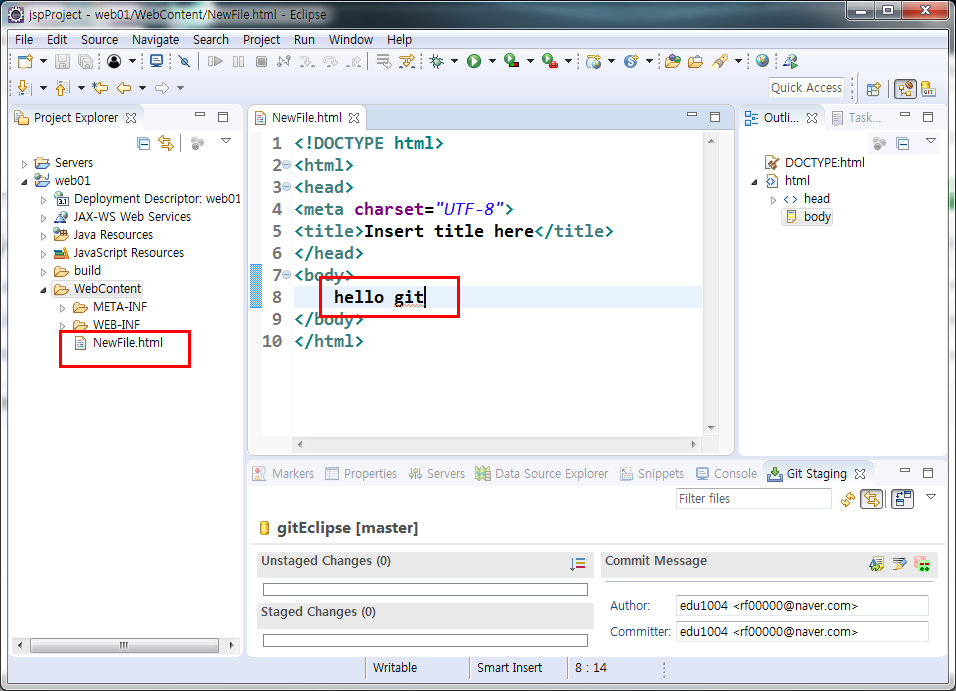 jspProject - web01/WebContent/NewFile.html - Eclipse
File Edit Source Navigate Search Project Run Window Help
Quick Access
Project Explorer
Servers
web01
Deployment Descriptor: web01
JAX-WS Web Services
Java Resources
JavaScript Resources
build
WebContent
META-INF
WEB-INF
NewFile.html
NewFile.html
1 <!DOCTYPE html>
2 <html>
3 <head>
4 <meta charset="UTF-8">
5 <title>Insert title here</title>
6 </head>
7 <body>
8 hello git
9 </body>
10 </html>
Outli... Task...
DOCTYPE:html
html
head
body
Markers Properties Servers Data Source Explorer Snippets Console Git Staging
Filter files
gitEclipse [master]
Unstaged Changes (0)
Staged Changes (0)
Commit Message
Author: edu1004 <rf00000@naver.com>
Committer: edu1004 <rf00000@naver.com>
Writable Smart Insert 8 : 14